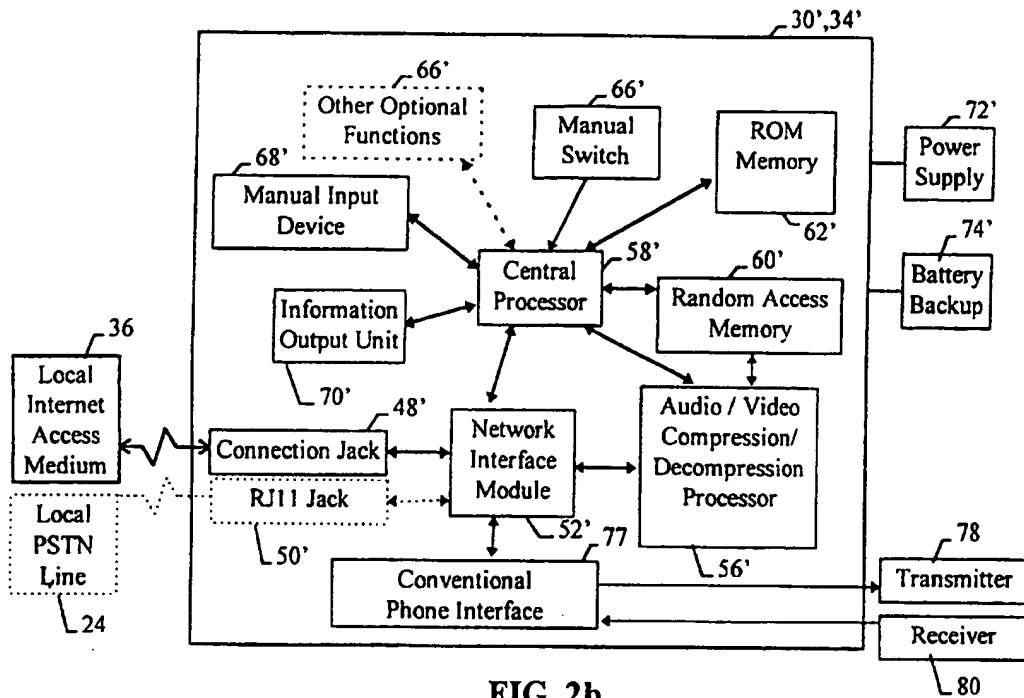 30',34'
66'
Other Optional
Functions
66'
Manual
Switch
ROM
Memory
62'
72'
Power
Supply
68'
Manual Input
Device
74'
Battery
Backup
58'
Central
Processor
60'
Random Access
Memory
Information
Output Unit
70'
36
Local
Internet
Access
Medium
48'
Connection Jack
Network
Interface
Module
52'
Audio / Video
Compression/
Decompression
Processor
56'
RJ11 Jack
50'
Local
PSTN
Line
24
77
Conventional
Phone Interface
78
Transmitter
Receiver
80
FIG. 2b